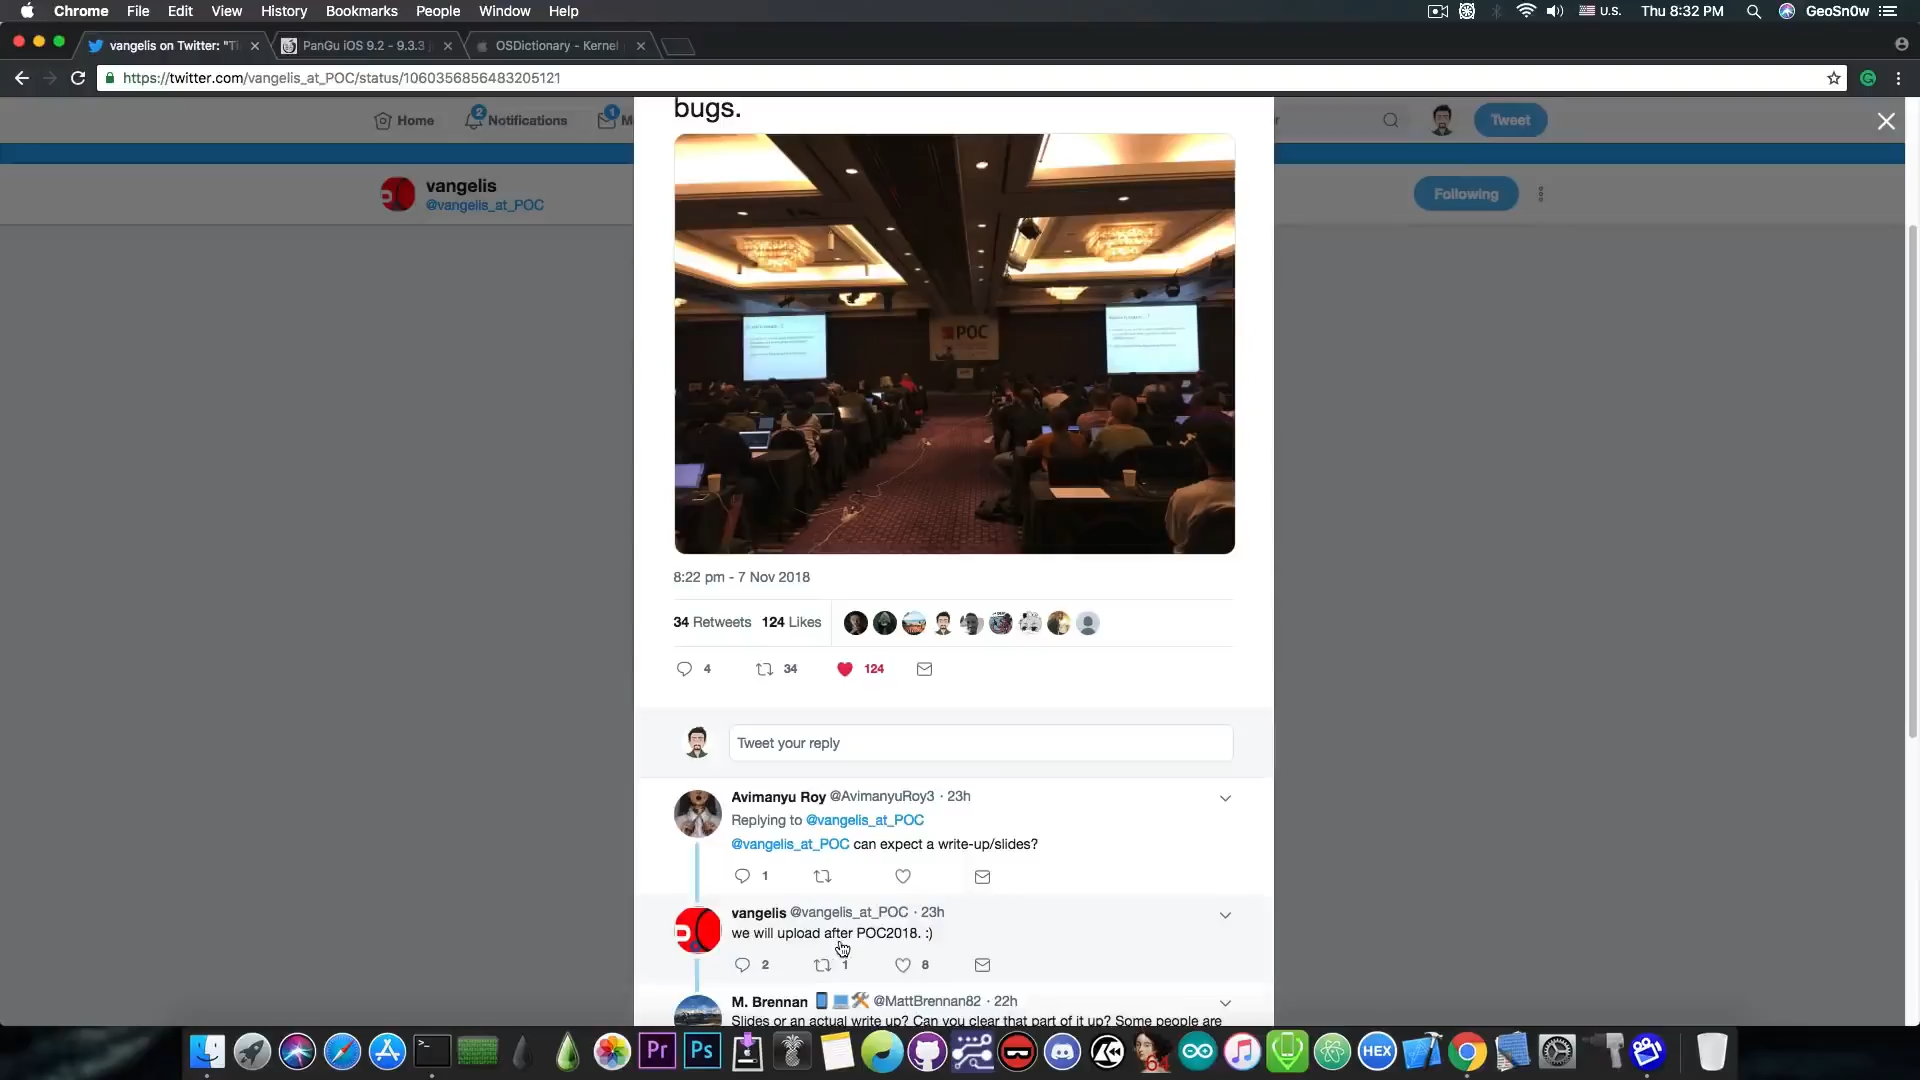 Chrome File Edit View History Bookmarks People Window Help U.S. Thu 8:32 PM GeoSn0w
vangelis on Twitter: "Ti PanGu iOS 9.2 - 9.3.3 OSDictionary - Kernel
https://twitter.com/vangelis_at_POC/status/1060356856483205121
Home 2 Notifications 1 M Tweet
bugs.
vangelis
@vangelis_at_POC
Following
POC
8:22 pm - 7 Nov 2018
34 Retweets 124 Likes
4 34 124
Tweet your reply
Avimanyu Roy @AvimanyuRoy3 · 23h
Replying to @vangelis_at_POC
@vangelis_at_POC can expect a write-up/slides?
1
vangelis @vangelis_at_POC · 23h
we will upload after POC2018. :)
2 1 8
M. Brennan @MattBrennan82 · 22h
Slides or an actual write up? Can you clear that part of it up? Some people are
Pr Ps 64 HEX